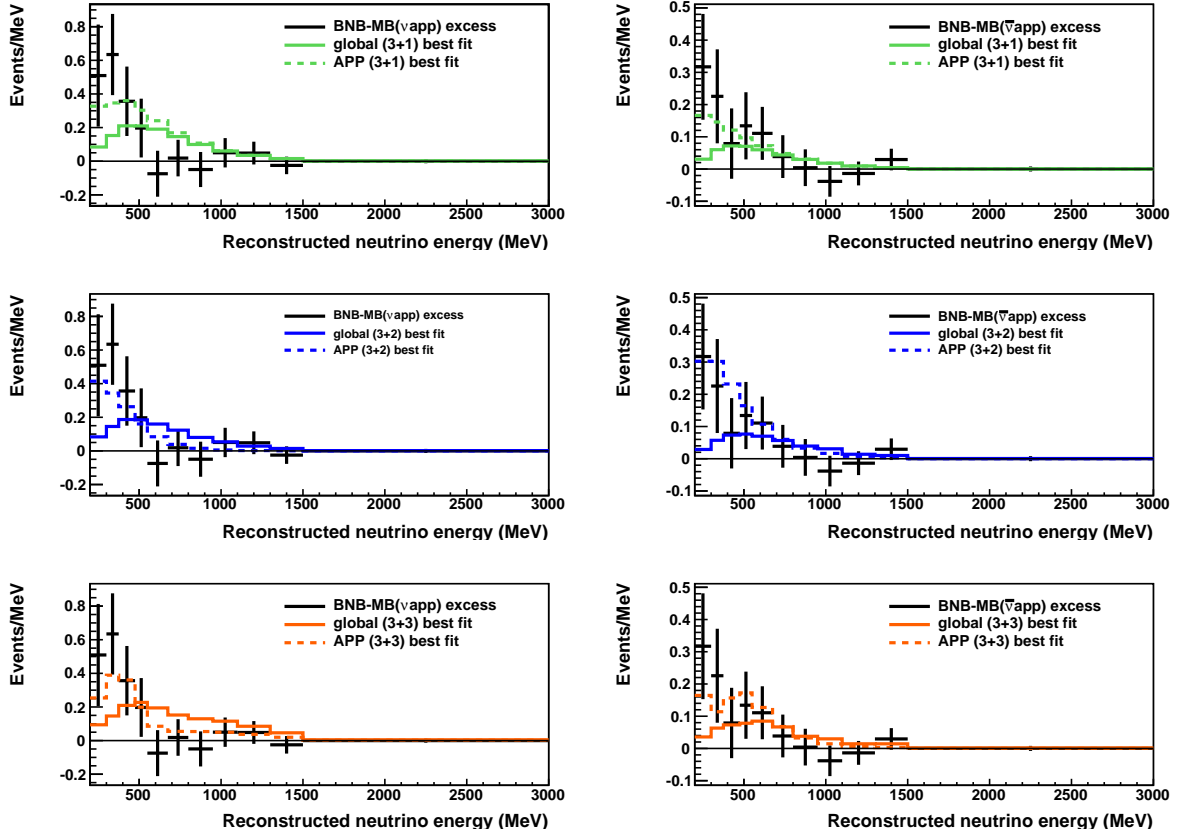 Events/MeV
0.8
0.6
0.4
0.2
0
-0.2
BNB-MB(νapp) excess
global (3+1) best fit
APP (3+1) best fit
500 1000 1500 2000 2500 3000
Reconstructed neutrino energy (MeV)
Events/MeV
0.5
0.4
0.3
0.2
0.1
0
-0.1
BNB-MB(ν̅app) excess
global (3+1) best fit
APP (3+1) best fit
500 1000 1500 2000 2500 3000
Reconstructed neutrino energy (MeV)
Events/MeV
0.8
0.6
0.4
0.2
0
-0.2
BNB-MB(νapp) excess
global (3+2) best fit
APP (3+2) best fit
500 1000 1500 2000 2500 3000
Reconstructed neutrino energy (MeV)
Events/MeV
0.5
0.4
0.3
0.2
0.1
0
-0.1
BNB-MB(ν̅app) excess
global (3+2) best fit
APP (3+2) best fit
500 1000 1500 2000 2500 3000
Reconstructed neutrino energy (MeV)
Events/MeV
0.8
0.6
0.4
0.2
0
-0.2
BNB-MB(νapp) excess
global (3+3) best fit
APP (3+3) best fit
500 1000 1500 2000 2500 3000
Reconstructed neutrino energy (MeV)
Events/MeV
0.5
0.4
0.3
0.2
0.1
0
-0.1
BNB-MB(ν̅app) excess
global (3+3) best fit
APP (3+3) best fit
500 1000 1500 2000 2500 3000
Reconstructed neutrino energy (MeV)